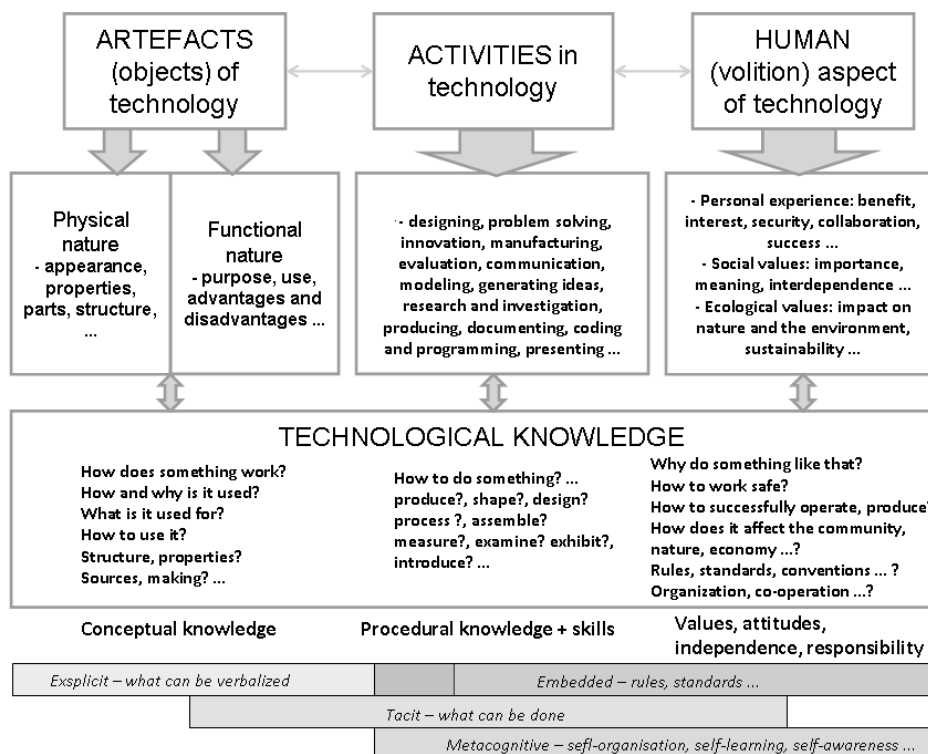 ARTEFACTS
(objects) of
technology
ACTIVITIES in
technology
HUMAN
(volition) aspect
of technology
Physical
nature
- appearance,
properties,
parts, structure,
...
Functional
nature
- purpose, use,
advantages and
disadvantages ...
- designing, problem solving,
innovation, manufacturing,
evaluation, communication,
modeling, generating ideas,
research and investigation,
producing, documenting, coding
and programming, presenting ...
- Personal experience: benefit,
interest, security, collaboration,
success ...
- Social values: importance,
meaning, interdependence ...
- Ecological values: impact on
nature and the environment,
sustainability ...
TECHNOLOGICAL KNOWLEDGE
How does something work?
How and why is it used?
What is it used for?
How to use it?
Structure, properties?
Sources, making? ...
How to do something? ...
produce?, shape?, design?
process ?, assemble?
measure?, examine? exhibit?,
introduce? ...
Why do something like that?
How to work safe?
How to successfully operate, produce?
How does it affect the community,
nature, economy ...?
Rules, standards, conventions ... ?
Organization, co-operation ...?
Conceptual knowledge
Procedural knowledge + skills
Values, attitudes,
independence, responsibility
Exsplicit – what can be verbalized
Embedded – rules, standards ...
Tacit – what can be done
Metacognitive – sefl-organisation, self-learning, self-awareness ...